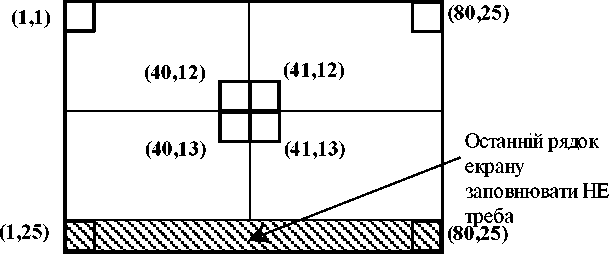 (1,1)
(80,25)
(40,12)
(41,12)
(40,13)
(41,13)
Останній рядок
екрану
заповнювати НЕ
треба
(1,25)
(80,25)